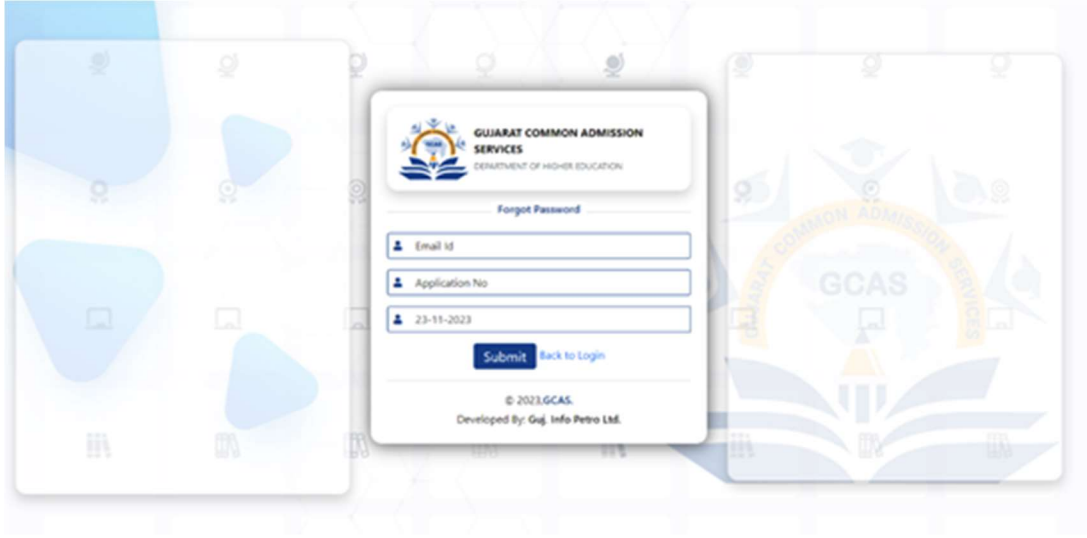 GCAS
GUJARAT COMMON ADMISSION
SERVICES
DEPARTMENT OF HIGHER EDUCATION
Forgot Password
Email Id
Application No
23-11-2023
Submit Back to Login
© 2023,GCAS.
Developed By: Guj. Info Petro Ltd.
GUJARAT COMMON ADMISSION SERVICES
GCAS